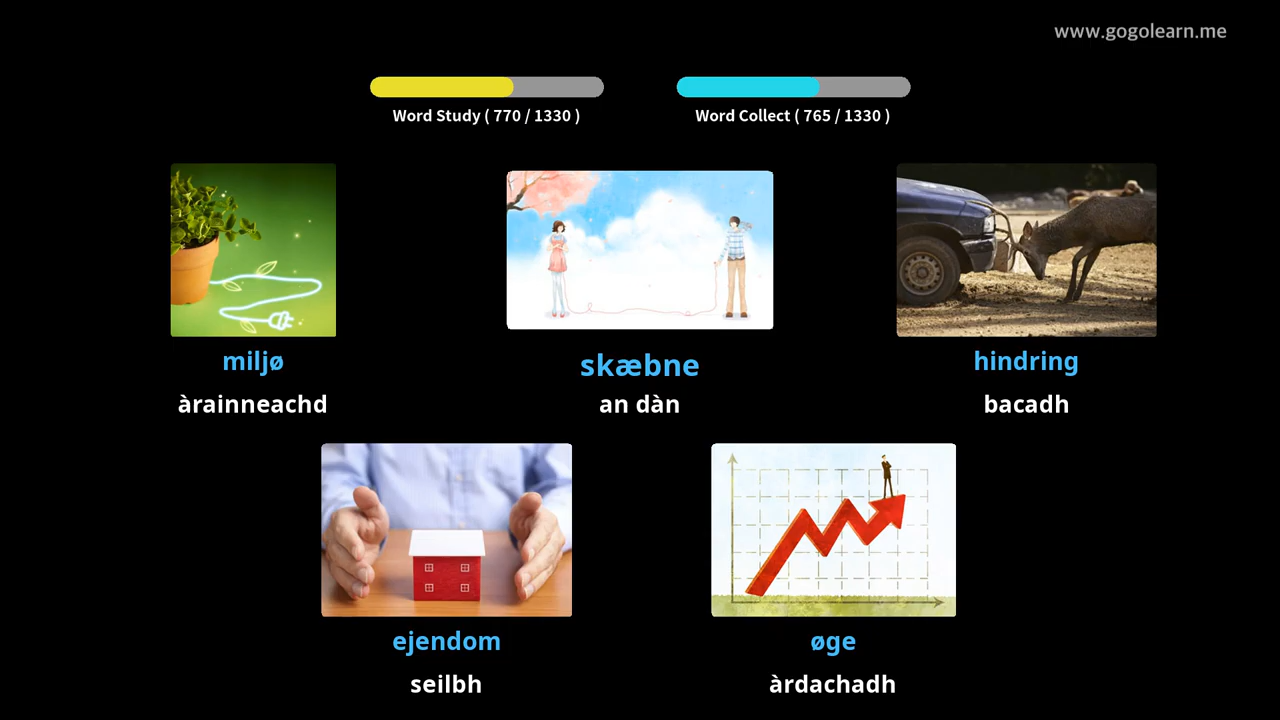 www.gogolearn.me
Word Study ( 770 / 1330 )
Word Collect ( 765 / 1330 )
miljø
àrainneachd
skæbne
an dàn
hindring
bacadh
ejendom
seilbh
øge
àrdachadh